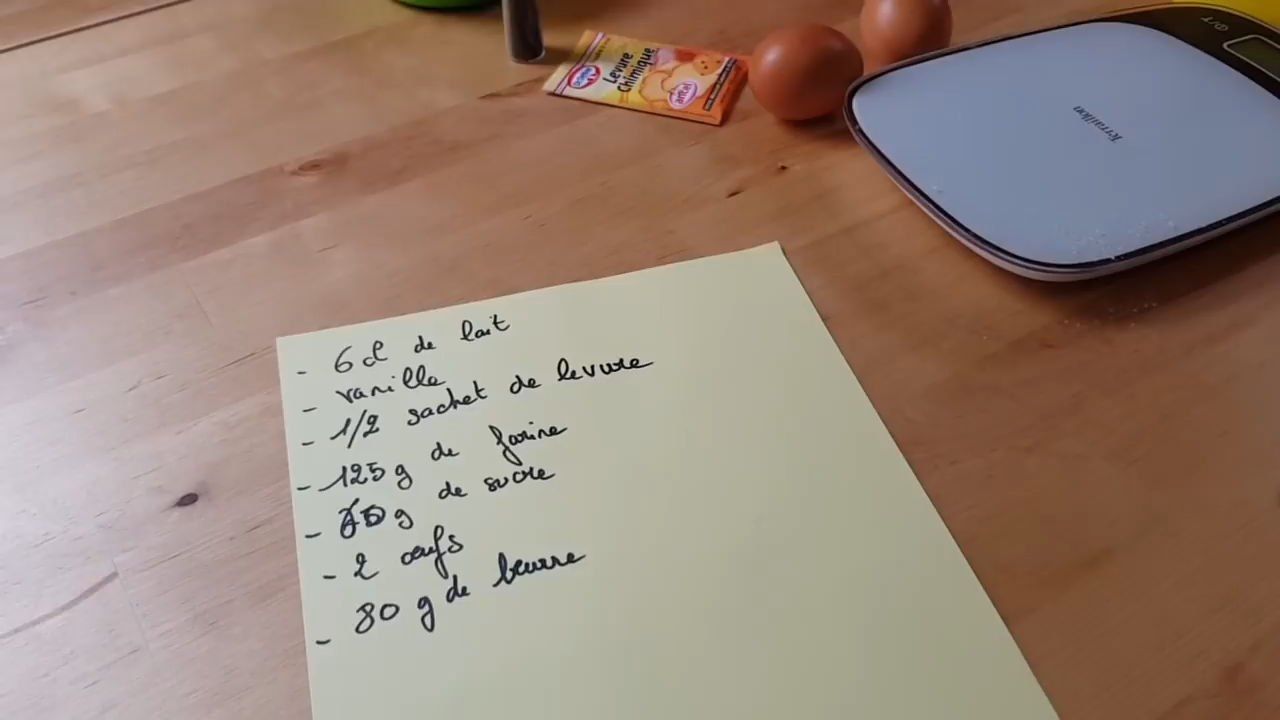 Levure
Chimique
ancel
Terraillon
- 6 cl de lait
- vanille
- 1/2 sachet de levure
- 125 g de farine
- g de sucre
- 2 œufs
- 80 g de beurre